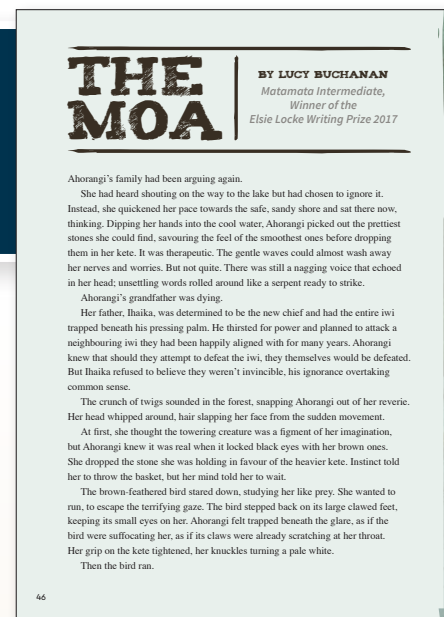 THE
MOA
BY LUCY BUCHANAN
Matamata Intermediate,
Winner of the
Elsie Locke Writing Prize 2017
Ahorangi's family had been arguing again.
She had heard shouting on the way to the lake but had chosen to ignore it.
Instead, she quickened her pace towards the safe, sandy shore and sat there now,
thinking. Dipping her hands into the cool water, Ahorangi picked out the prettiest
stones she could find, savouring the feel of the smoothest ones before dropping
them in her kete. It was therapeutic. The gentle waves could almost wash away
her nerves and worries. But not quite. There was still a nagging voice that echoed
in her head; unsettling words rolled around like a serpent ready to strike.
Ahorangi's grandfather was dying.
Her father, Ihaika, was determined to be the new chief and had the entire iwi
trapped beneath his pressing palm. He thirsted for power and planned to attack a
neighbouring iwi they had been happily aligned with for many years. Ahorangi
knew that should they attempt to defeat the iwi, they themselves would be defeated.
But Ihaika refused to believe they weren't invincible, his ignorance overtaking
common sense.
The crunch of twigs sounded in the forest, snapping Ahorangi out of her reverie.
Her head whipped around, hair slapping her face from the sudden movement.
At first, she thought the towering creature was a figment of her imagination,
but Ahorangi knew it was real when it locked black eyes with her brown ones.
She dropped the stone she was holding in favour of the heavier kete. Instinct told
her to throw the basket, but her mind told her to wait.
The brown-feathered bird stared down, studying her like prey. She wanted to
run, to escape the terrifying gaze. The bird stepped back on its large clawed feet,
keeping its small eyes on her. Ahorangi felt trapped beneath the glare, as if the
bird were suffocating her, as if its claws were already scratching at her throat.
Her grip on the kete tightened, her knuckles turning a pale white.
Then the bird ran.
46